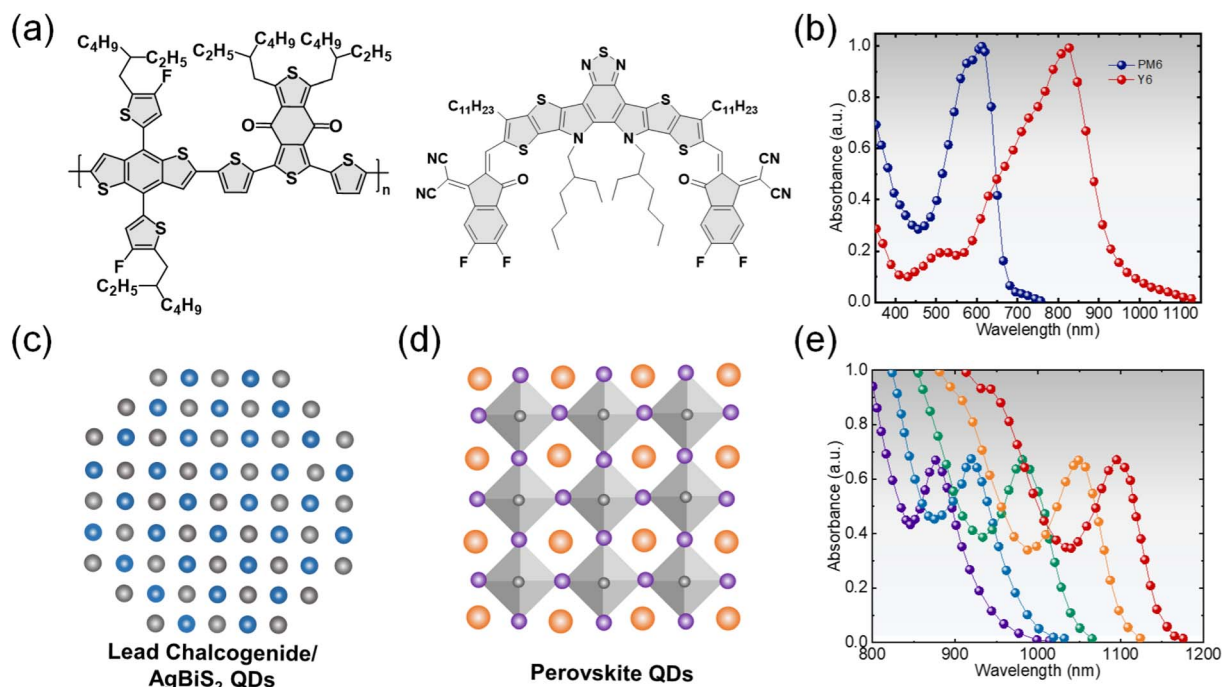 (a)
C4H9
C2H5
F
S
C2H5
C4H9
C4H9
C2H5
S
O
O
S
S
S
S
S
n
S
F
C2H5
C4H9
S
N
N
C11H23
S
S
S
S
C11H23
N
N
CN
NC
O
O
CN
NC
F
F
F
F
(b)
Absorbance (a.u.)
1.0
0.8
0.6
0.4
0.2
0.0
PM6
Y6
400 500 600 700 800 900 1000 1100
Wavelength (nm)
(c)
Lead Chalcogenide/
AgBiS2 QDs
(d)
Perovskite QDs
(e)
Absorbance (a.u.)
1.0
0.8
0.6
0.4
0.2
0.0
800 900 1000 1100 1200
Wavelength (nm)